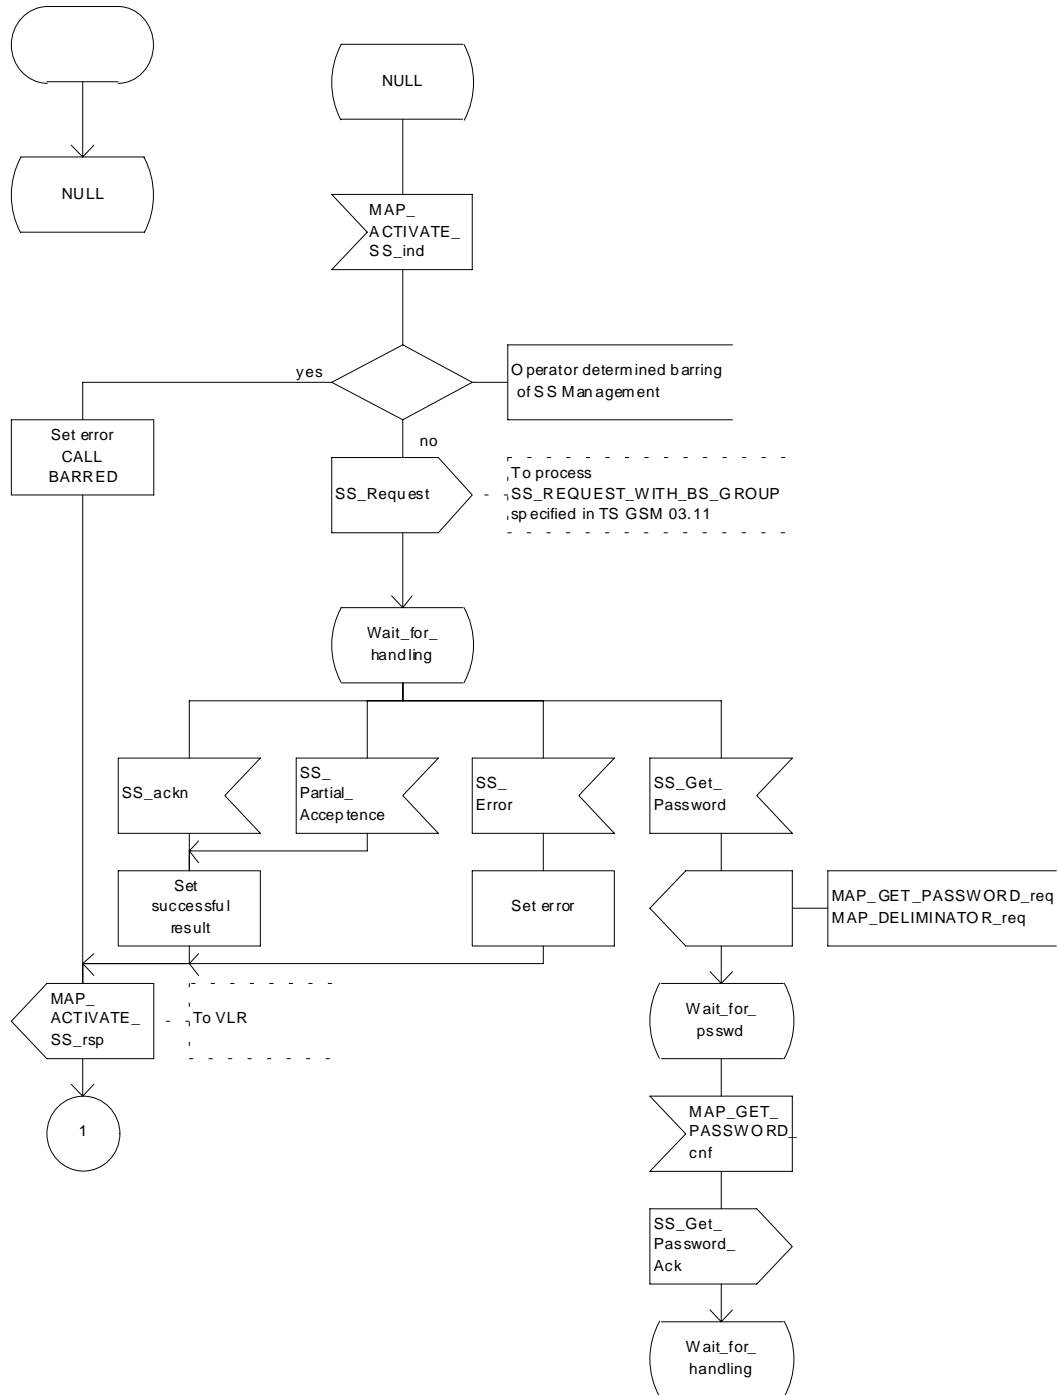 NULL
NULL
MAP_
ACTIVATE_
SS_ind
yes
Operator determined barring
of SS Management
Set error
CALL
BARRED
no
SS_Request
To process
SS_REQUEST_WITH_BS_GROUP
specified in TS GSM 03.11
Wait_for_
handling
SS_ackn
SS_
Partial_
Acceptence
SS_
Error
SS_Get_
Password
Set
successful
result
Set error
MAP_GET_PASSWORD_req
MAP_DELIMINATOR_req
MAP_
ACTIVATE_
SS_rsp
To VLR
Wait_for_
psswd
1
MAP_GET_
PASSWORD_
cnf
SS_Get_
Password_
Ack
Wait_for_
handling